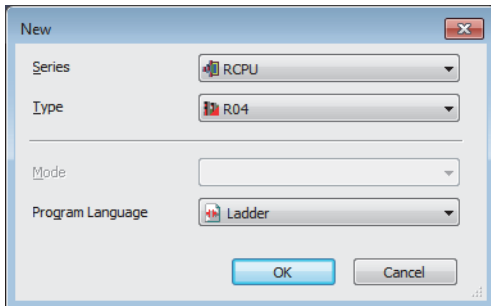 New
Series
RCPU
Type
R04
Mode
Program Language
Ladder
OK
Cancel